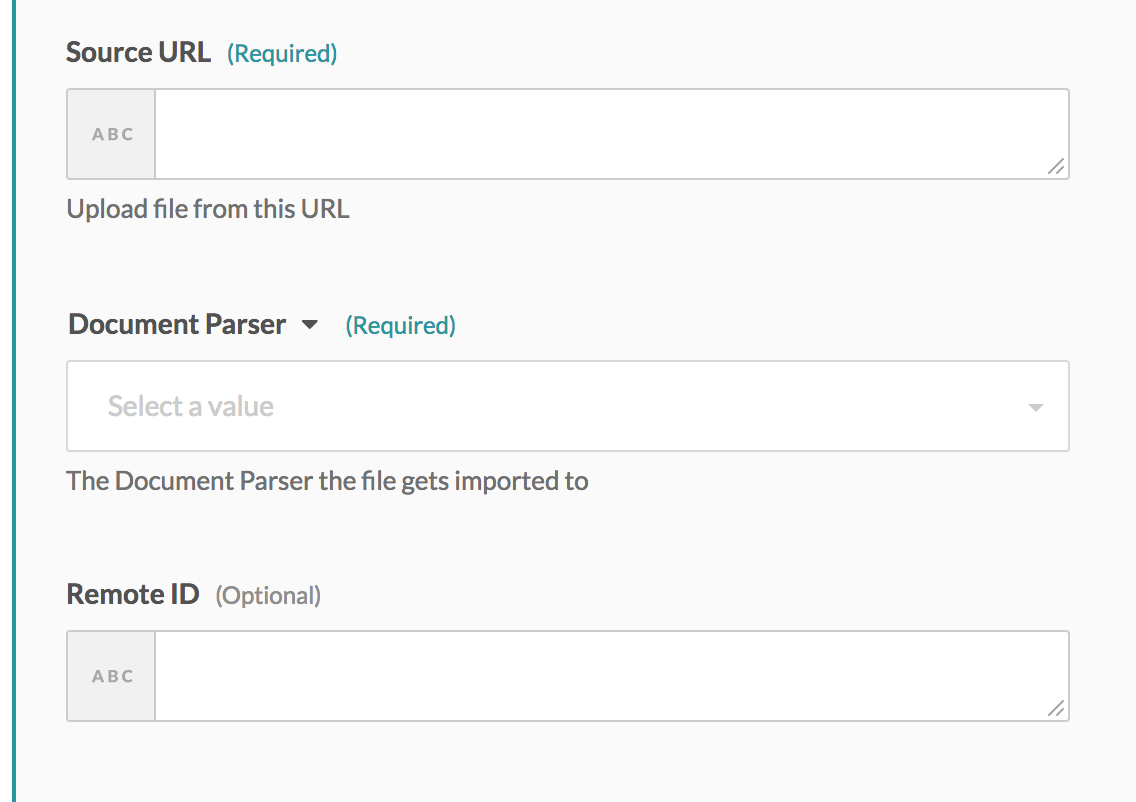 Source URL (Required)
ABC
Upload file from this URL
Document Parser (Required)
Select a value
The Document Parser the file gets imported to
Remote ID (Optional)
ABC